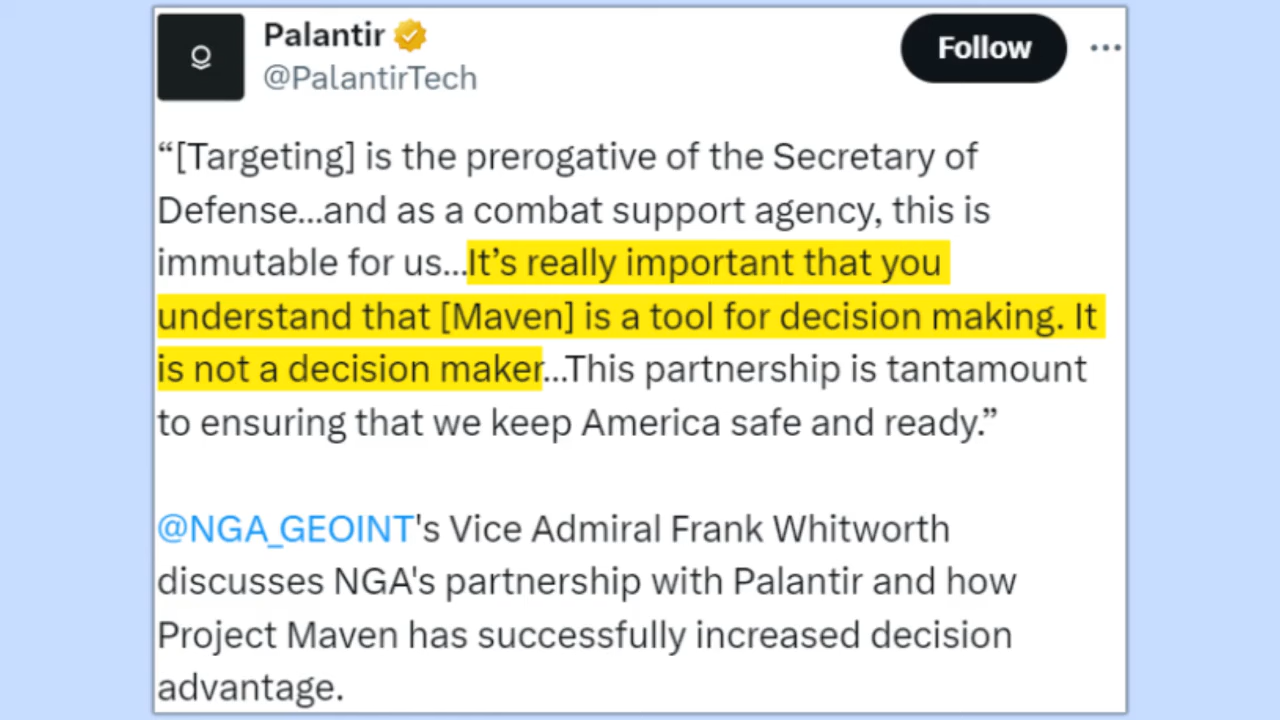 Palantir
@PalantirTech
Follow
“[Targeting] is the prerogative of the Secretary of
Defense...and as a combat support agency, this is
immutable for us...It’s really important that you
understand that [Maven] is a tool for decision making. It
is not a decision maker...This partnership is tantamount
to ensuring that we keep America safe and ready.”
@NGA_GEOINT's Vice Admiral Frank Whitworth
discusses NGA's partnership with Palantir and how
Project Maven has successfully increased decision
advantage.